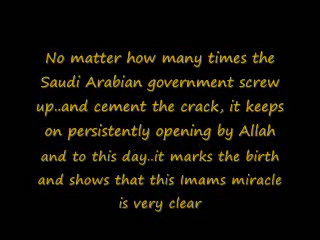 No matter how many times the
Saudi Arabian government screw
up..and cement the crack, it keeps
on persistently opening by Allah
and to this day..it marks the birth
and shows that this Imams miracle
is very clear